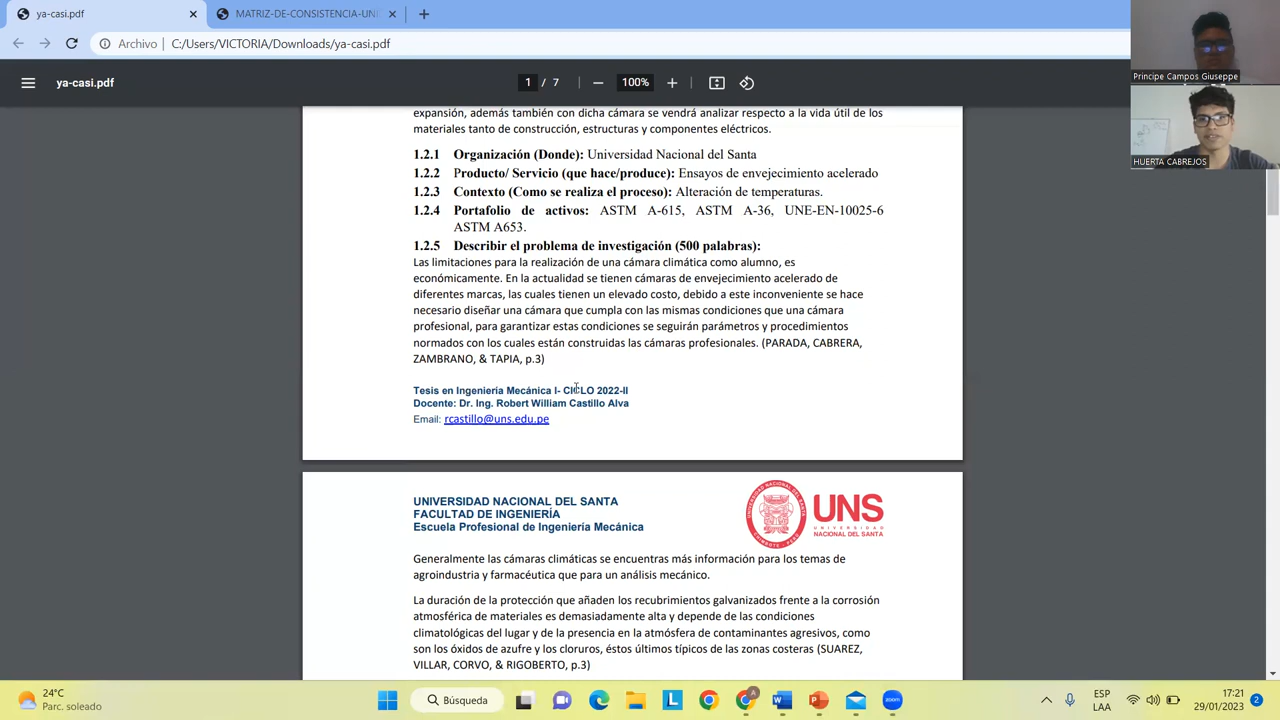 ya-casi.pdf
MATRIZ-DE-CONSISTENCIA-UN
Archivo
C:/Users/VICTORIA/Downloads/ya-casi.pdf
ya-casi.pdf
1 / 7
100%
Principe Campos Giuseppe
HUERTA CABREJOS
expansión, además también con dicha cámara se vendrá analizar respecto a la vida útil de los
materiales tanto de construcción, estructuras y componentes eléctricos.
1.2.1 Organización (Donde): Universidad Nacional del Santa
1.2.2 Producto/ Servicio (que hace/produce): Ensayos de envejecimiento acelerado
1.2.3 Contexto (Como se realiza el proceso): Alteración de temperaturas.
1.2.4 Portafolio de activos: ASTM A-615, ASTM A-36, UNE-EN-10025-6
ASTM A653.
1.2.5 Describir el problema de investigación (500 palabras):
Las limitaciones para la realización de una cámara climática como alumno, es
económicamente. En la actualidad se tienen cámaras de envejecimiento acelerado de
diferentes marcas, las cuales tienen un elevado costo, debido a este inconveniente se hace
necesario diseñar una cámara que cumpla con las mismas condiciones que una cámara
profesional, para garantizar estas condiciones se seguirán parámetros y procedimientos
normados con los cuales están construidas las cámaras profesionales. (PARADA, CABRERA,
ZAMBRANO, & TAPIA, p.3)
Tesis en Ingeniería Mecánica I- CICLO 2022-II
Docente: Dr. Ing. Robert William Castillo Alva
Email: rcastillo@uns.edu.pe
UNIVERSIDAD NACIONAL DEL SANTA
FACULTAD DE INGENIERÍA
Escuela Profesional de Ingeniería Mecánica
UNS
UNIVERSIDAD
NACIONAL DEL SANTA
Generalmente las cámaras climáticas se encuentras más información para los temas de
agroindustria y farmacéutica que para un análisis mecánico.
La duración de la protección que añaden los recubrimientos galvanizados frente a la corrosión
atmosférica de materiales es demasiadamente alta y depende de las condiciones
climatológicas del lugar y de la presencia en la atmósfera de contaminantes agresivos, como
son los óxidos de azufre y los cloruros, éstos últimos típicos de las zonas costeras (SUAREZ,
VILLAR, CORVO, & RIGOBERTO, p.3)
24°C
Parc. soleado
Búsqueda
ESP
LAA
17:21
29/01/2023
2